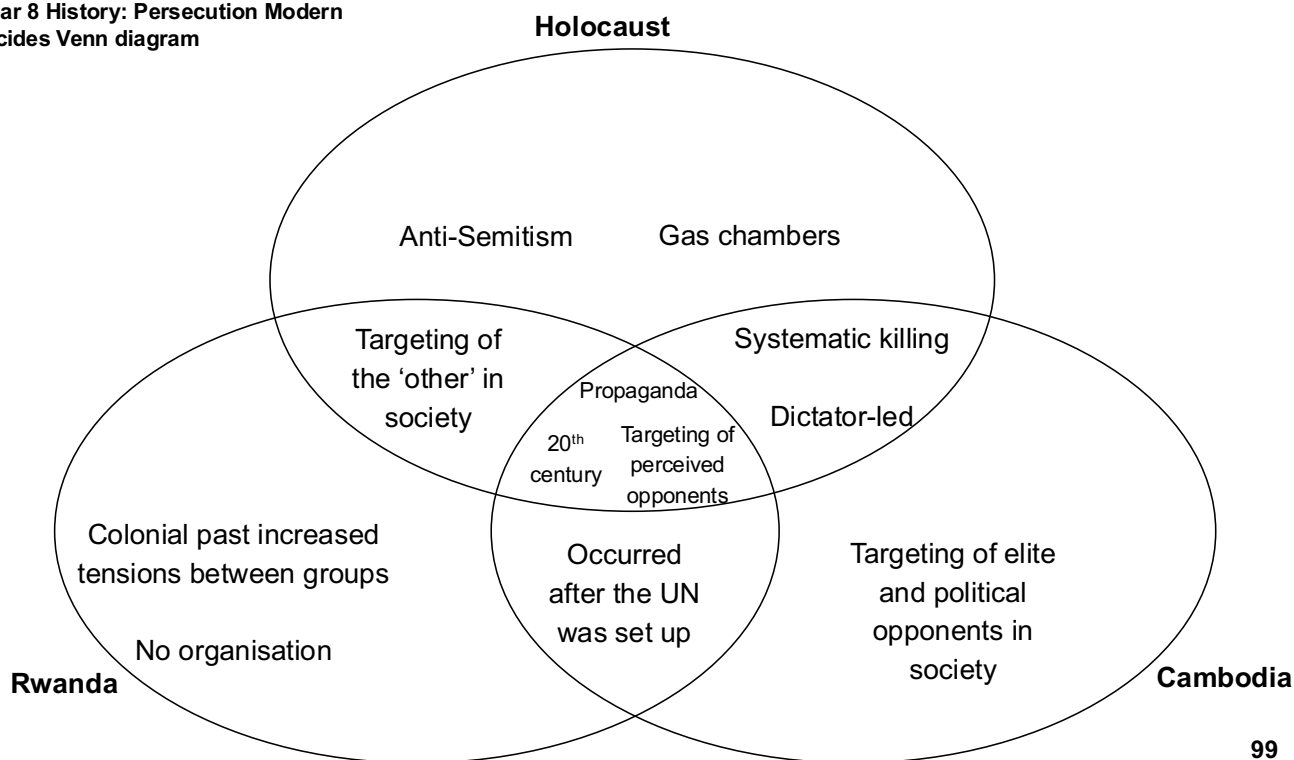 ar 8 History: Persecution Modern
cides Venn diagram
Holocaust
Anti-Semitism
Gas chambers
Targeting of
the ‘other’ in
society
Propaganda
20th
century
Targeting of
perceived
opponents
Systematic killing
Dictator-led
Colonial past increased
tensions between groups
No organisation
Rwanda
Occurred
after the UN
was set up
Targeting of elite
and political
opponents in
society
Cambodia
99